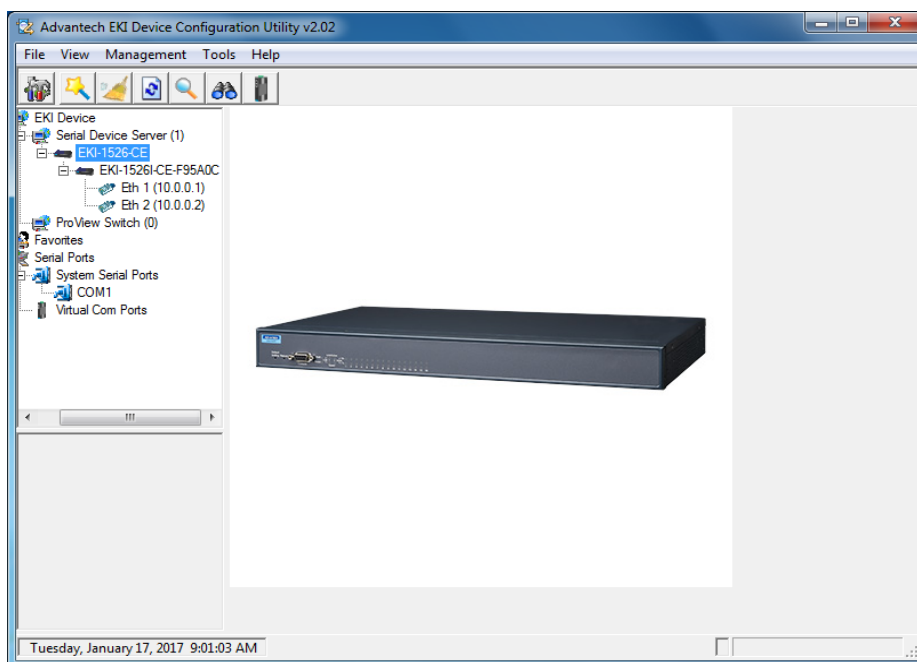 Advantech EKI Device Configuration Utility v2.02
File View Management Tools Help
EKI Device
Serial Device Server (1)
EKI-1526-CE
EKI-1526I-CE-F95A0C
Eth 1 (10.0.0.1)
Eth 2 (10.0.0.2)
ProView Switch (0)
Favorites
Serial Ports
System Serial Ports
COM1
Virtual Com Ports
Tuesday, January 17, 2017 9:01:03 AM